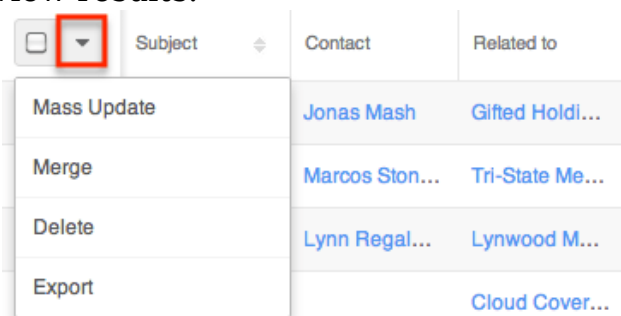 Subject Contact Related to
Mass Update Jonas Mash Gifted Holdi...
Merge Marcos Ston... Tri-State Me...
Delete Lynn Regal... Lynwood M...
Export Cloud Cover...